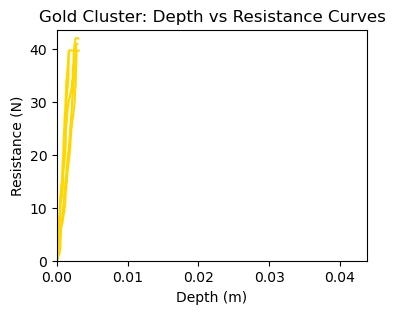 Gold Cluster: Depth vs Resistance Curves
Resistance (N)
40
30
20
10
0
0.00 0.01 0.02 0.03 0.04
Depth (m)